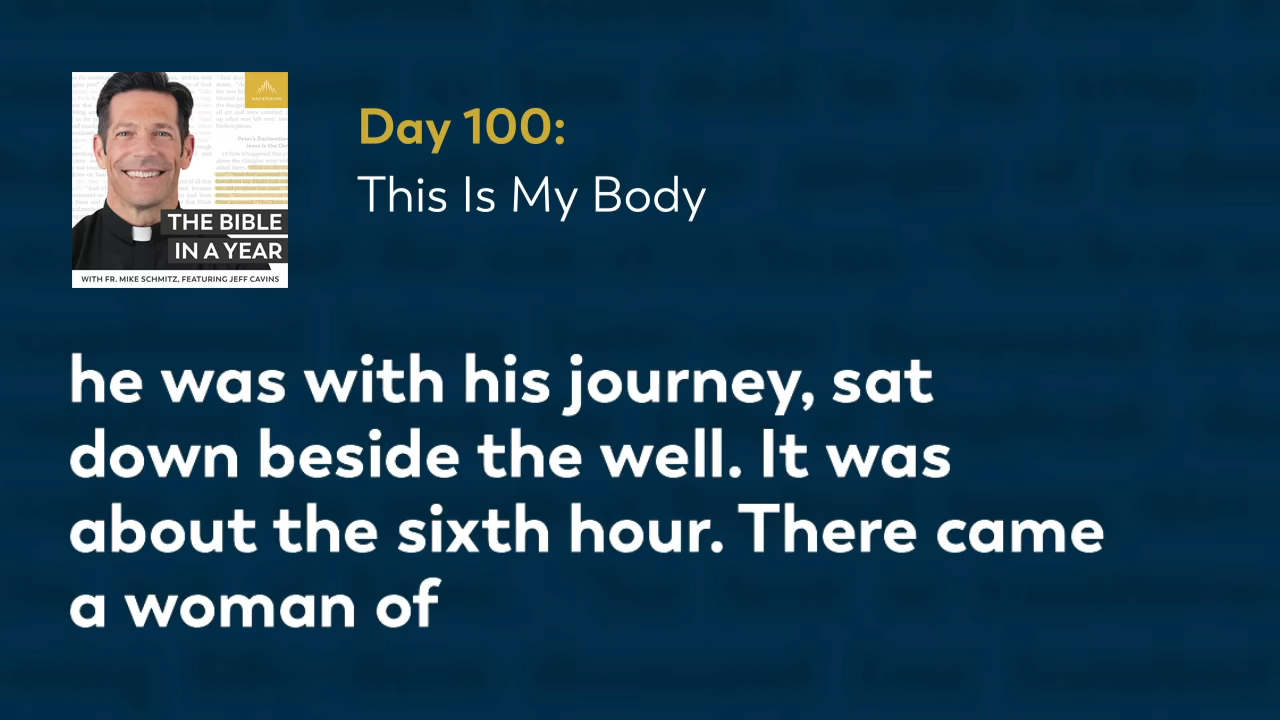 ASCENSION
Day 100:
This Is My Body
THE BIBLE
IN A YEAR
WITH FR. MIKE SCHMITZ, FEATURING JEFF CAVINS
he was with his journey, sat
down beside the well. It was
about the sixth hour. There came
a woman of